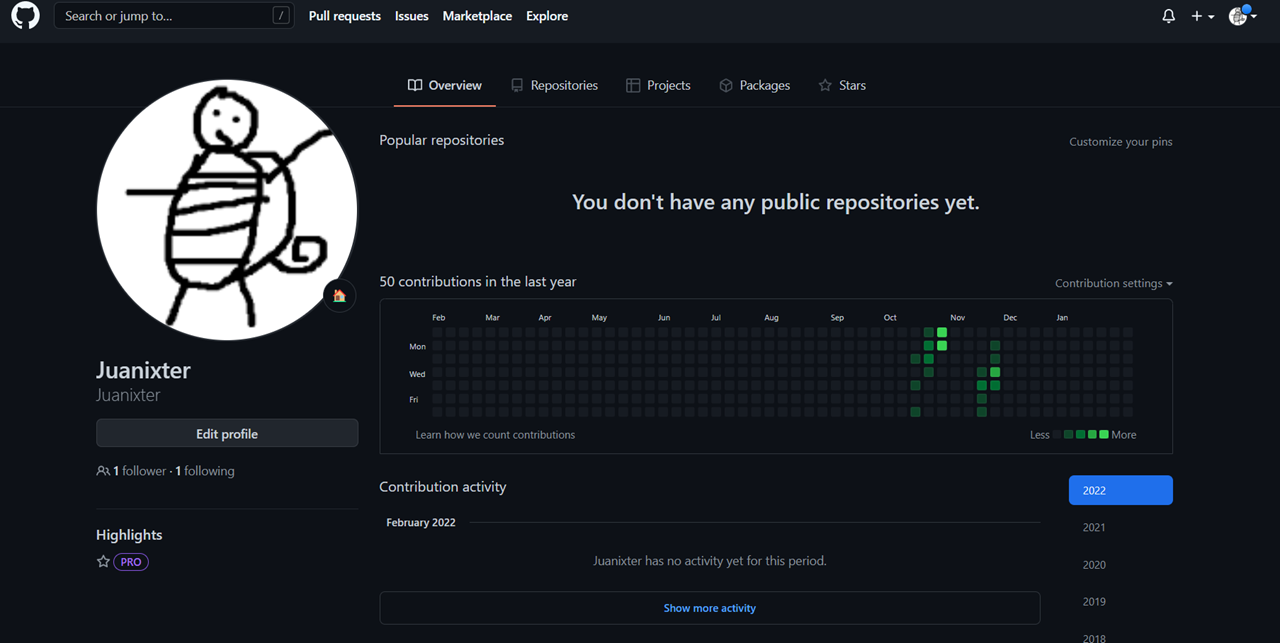 Search or jump to... /
Pull requests Issues Marketplace Explore
Overview Repositories Projects Packages Stars
Popular repositories Customize your pins
You don't have any public repositories yet.
50 contributions in the last year Contribution settings
Feb Mar Apr May Jun Jul Aug Sep Oct Nov Dec Jan
Mon
Wed
Fri
Learn how we count contributions Less More
Juanixter
Juanixter
Edit profile
1 follower · 1 following
Highlights
PRO
Contribution activity
February 2022
Juanixter has no activity yet for this period.
Show more activity
2022
2021
2020
2019
2018